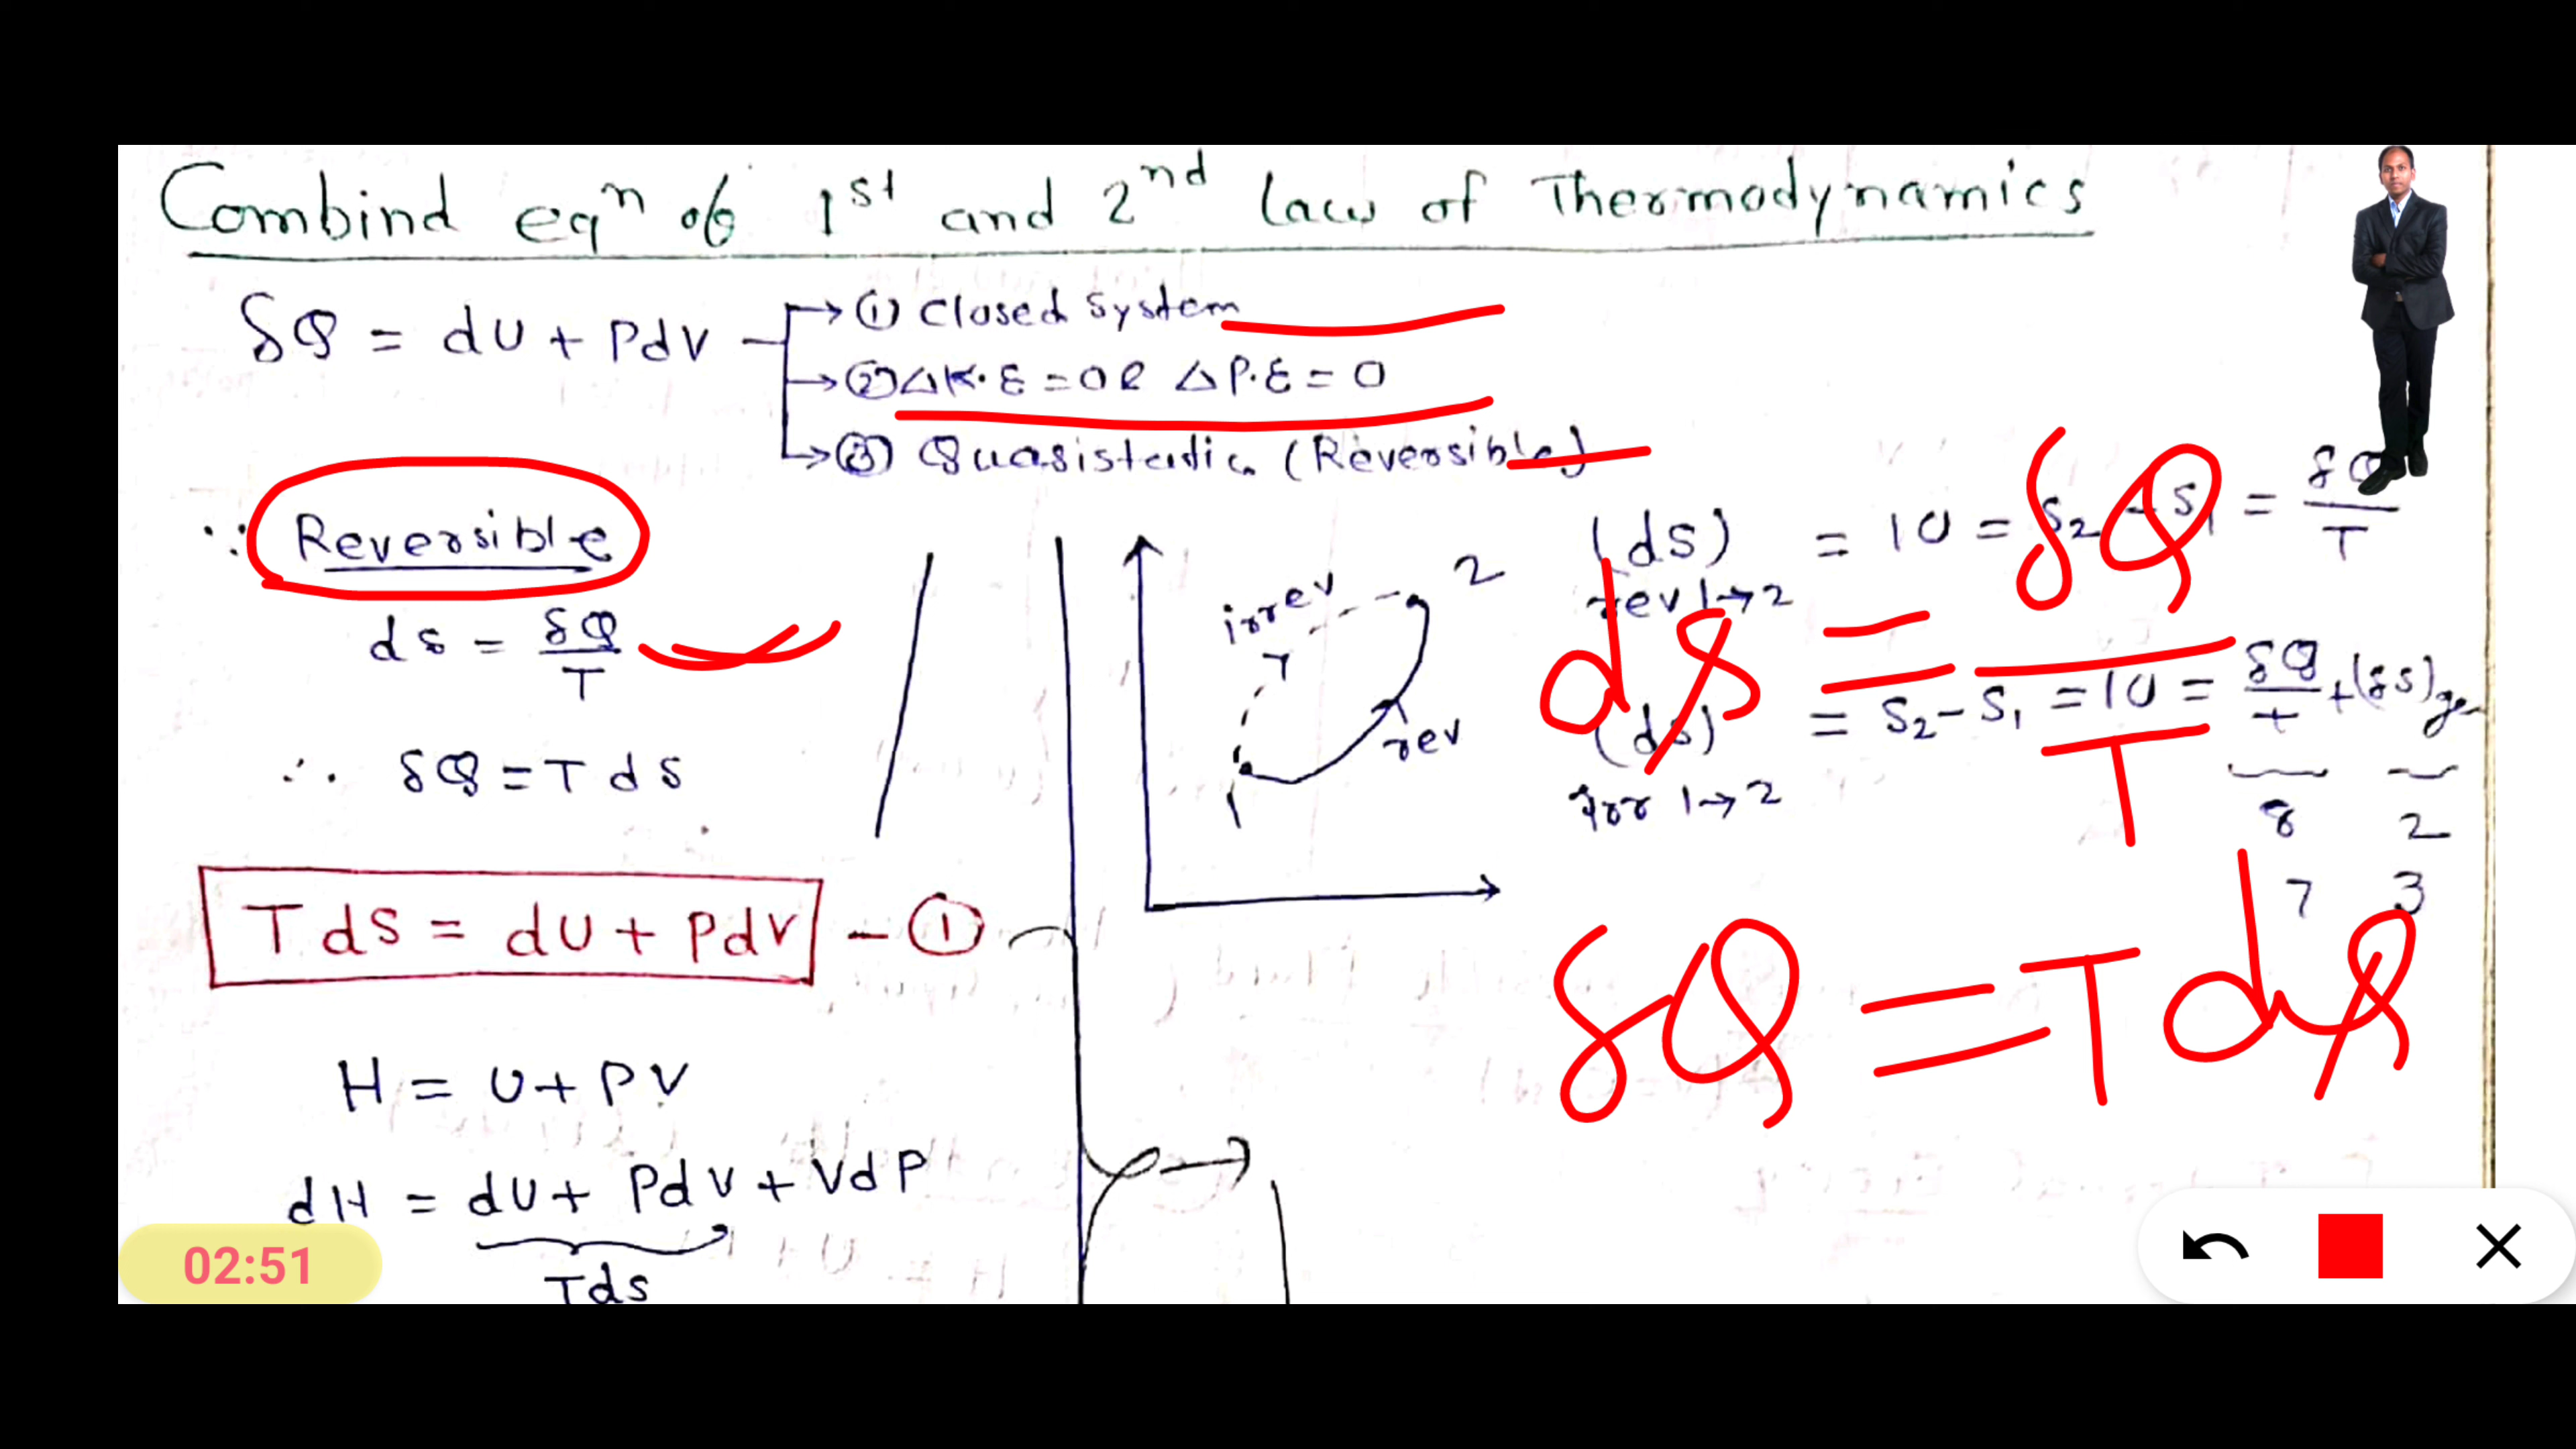 Combind eqⁿ of 1st and 2nd law of Thermodynamics
δQ = dU + PdV
→ ① Closed System
→ ② ΔK.E = 0 & ΔP.E = 0
→ ③ Quasistatic (Reversible)
∵ Reversible
ds = δQ/T
∴ δQ = T dS
TdS = dU + PdV - ①
H = U + PV
dH = dU + PdV + VdP
Tds
irrev
2
rev
1
(ds) rev 1→2 = 10 = S₂ - S₁ = δQ/T
(ds) = S₂ - S₁ = 10 = δQ/t + (δs)gen
irr 1→2
8 2
7 3
dS = δQ/T
δQ = TdS
02:51